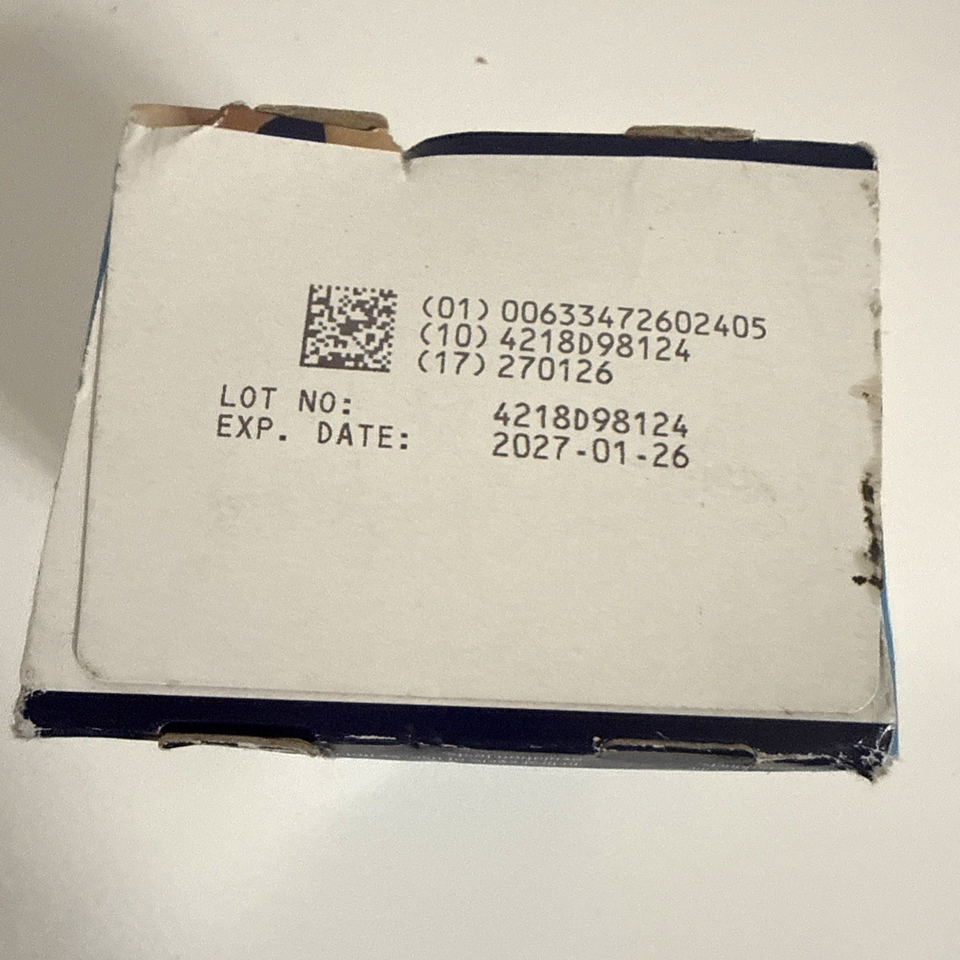 (01) 00633472602405
(10) 4218D98124
(17) 270126
LOT NO: 4218D98124
EXP. DATE: 2027-01-26